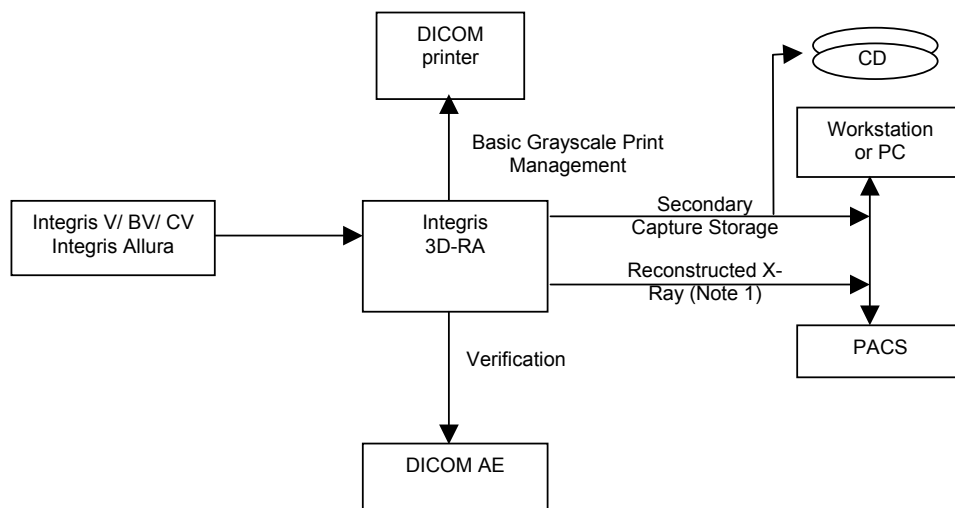 DICOM
printer
CD
Basic Grayscale Print
Management
Workstation
or PC
Integris V/ BV/ CV
Integris Allura
Integris
3D-RA
Secondary
Capture Storage
Reconstructed X-
Ray (Note 1)
PACS
Verification
DICOM AE